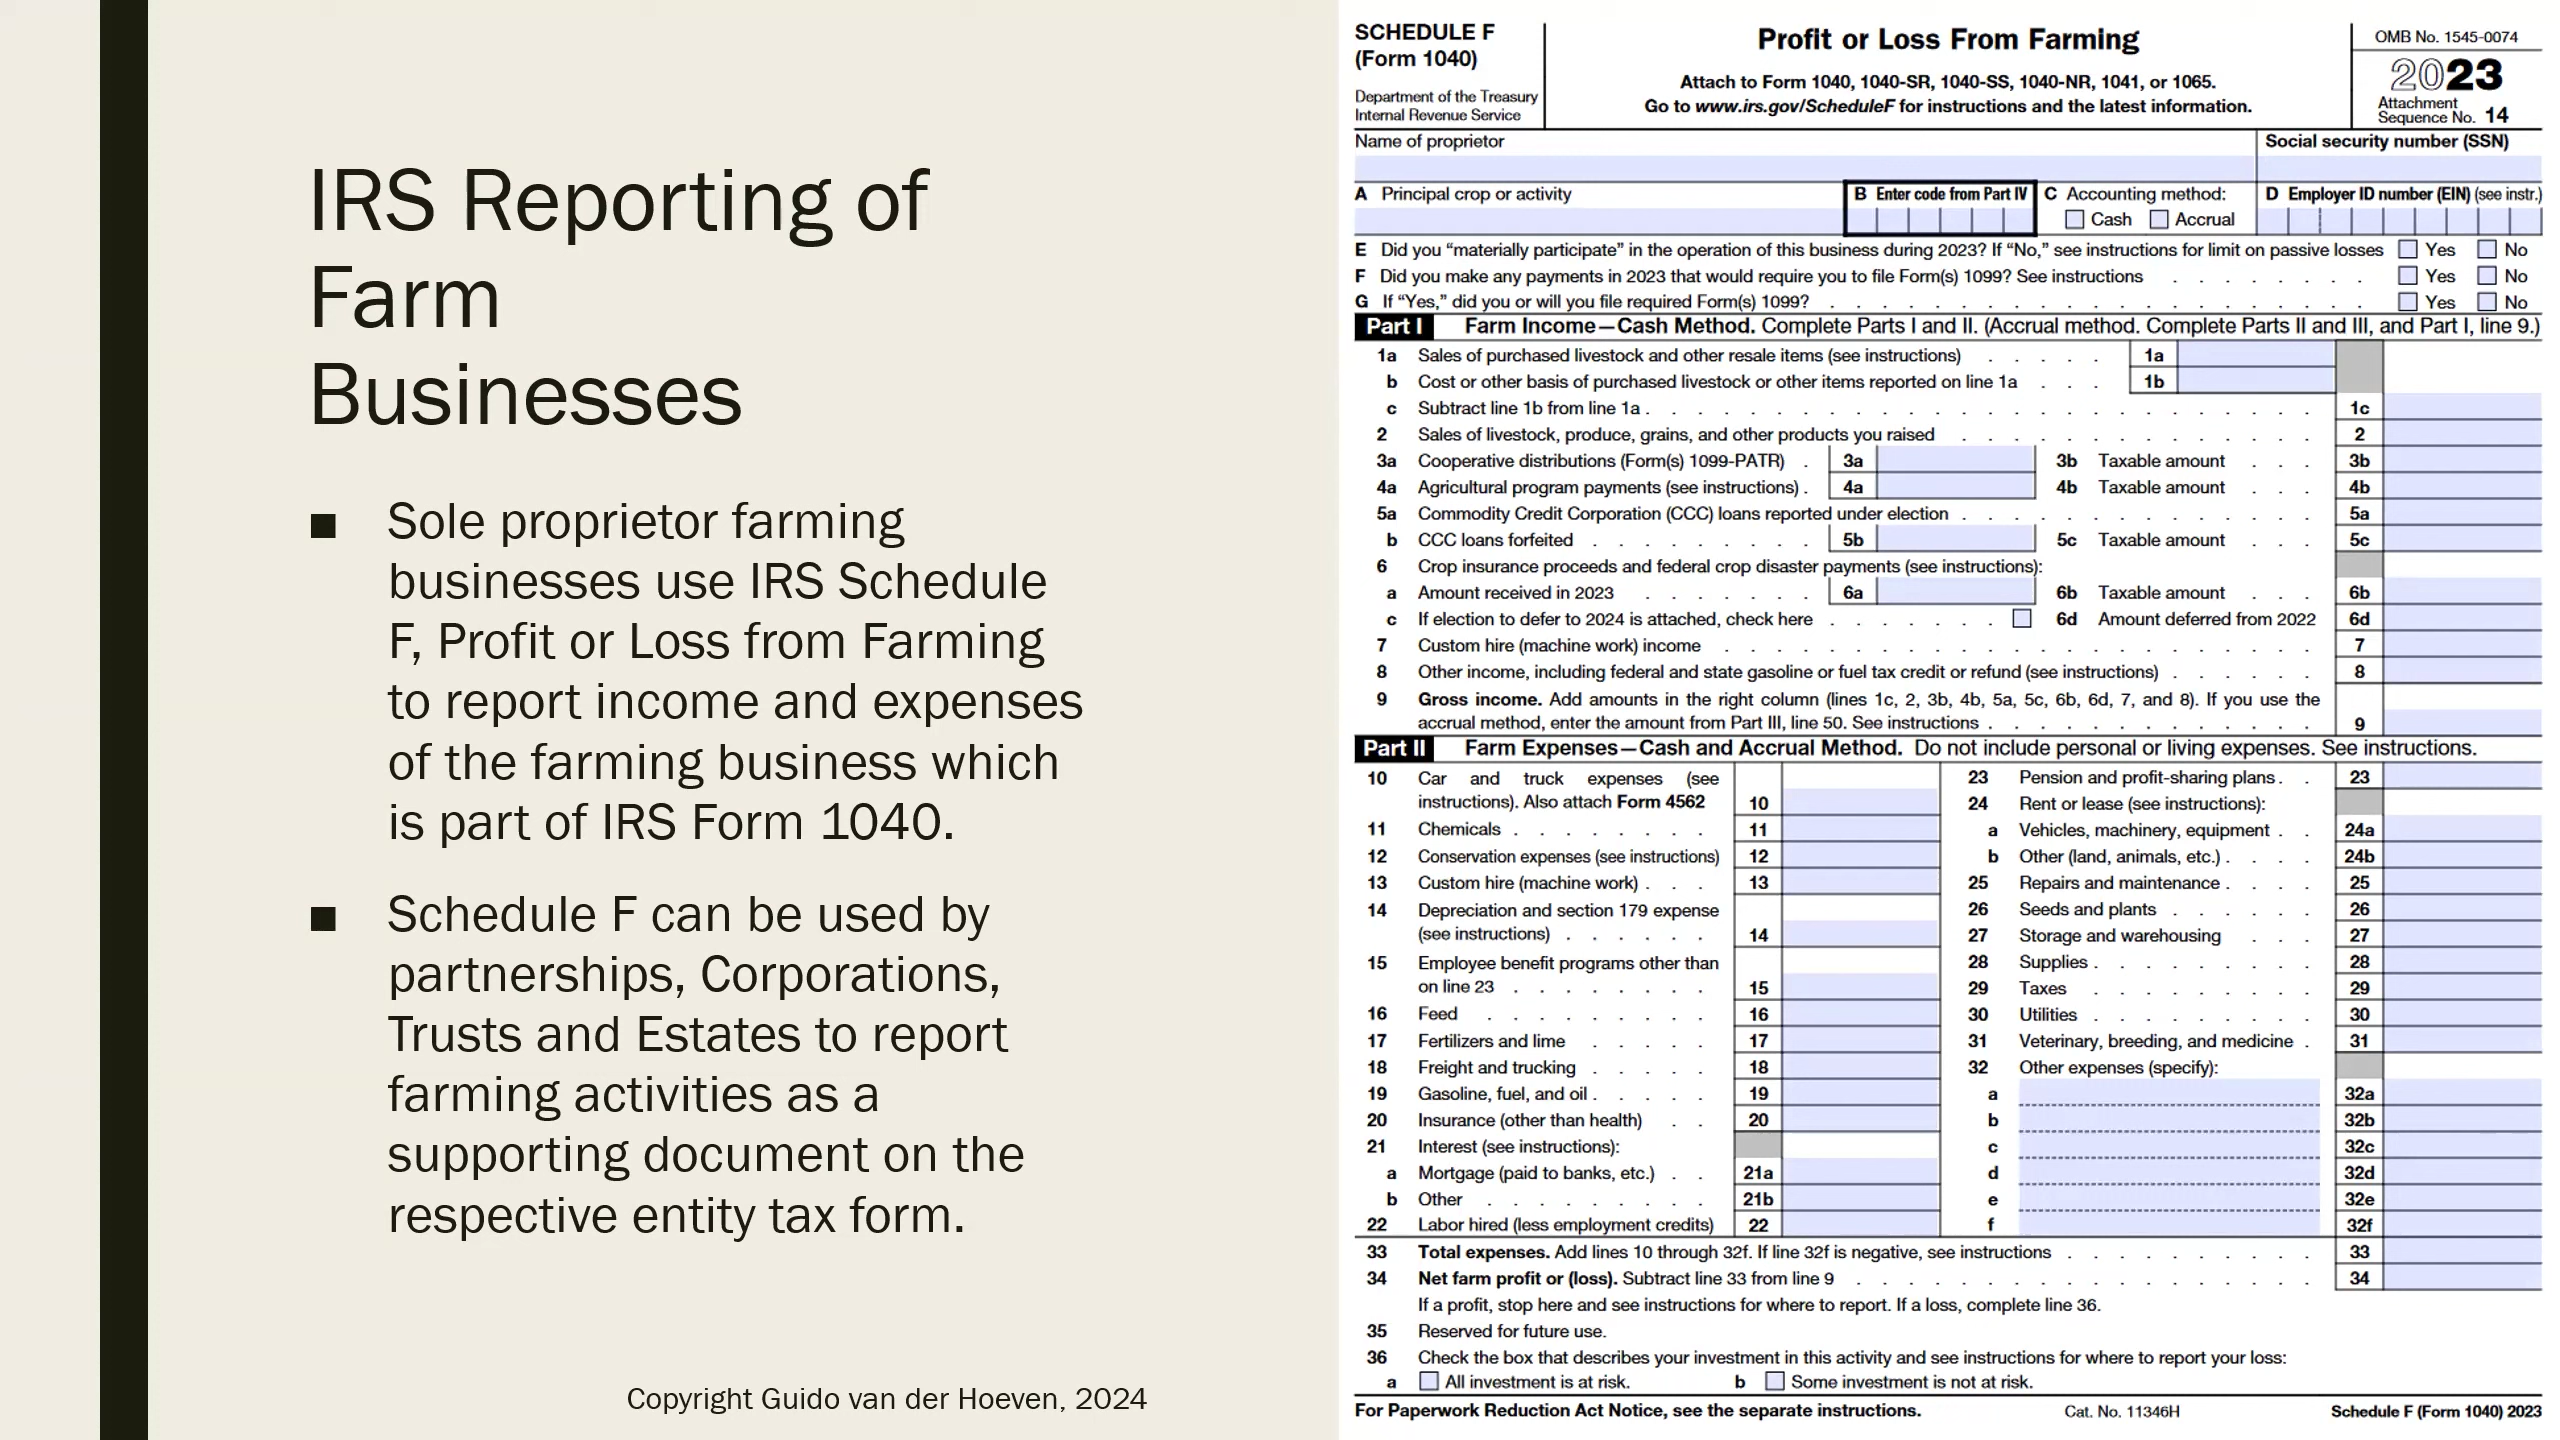 IRS Reporting of
Farm
Businesses
■ Sole proprietor farming
businesses use IRS Schedule
F, Profit or Loss from Farming
to report income and expenses
of the farming business which
is part of IRS Form 1040.
■ Schedule F can be used by
partnerships, Corporations,
Trusts and Estates to report
farming activities as a
supporting document on the
respective entity tax form.
Copyright Guido van der Hoeven, 2024
SCHEDULE F
(Form 1040)
Department of the Treasury
Internal Revenue Service
Profit or Loss From Farming
Attach to Form 1040, 1040-SR, 1040-SS, 1040-NR, 1041, or 1065.
Go to www.irs.gov/ScheduleF for instructions and the latest information.
OMB No. 1545-0074
2023
Attachment
Sequence No. 14
Name of proprietor
Social security number (SSN)
A Principal crop or activity
B Enter code from Part IV
C Accounting method:
Cash Accrual
D Employer ID number (EIN) (see instr.)
E Did you “materially participate” in the operation of this business during 2023? If “No,” see instructions for limit on passive losses Yes No
F Did you make any payments in 2023 that would require you to file Form(s) 1099? See instructions . . . . . . . . Yes No
G If “Yes,” did you or will you file required Form(s) 1099? . . . . . . . . . . . . . . . . . . . . . Yes No
Part I Farm Income—Cash Method. Complete Parts I and II. (Accrual method. Complete Parts II and III, and Part I, line 9.)
1a Sales of purchased livestock and other resale items (see instructions) . . . . . 1a
b Cost or other basis of purchased livestock or other items reported on line 1a . . . 1b
c Subtract line 1b from line 1a . . . . . . . . . . . . . . . . . . . . . . . . . . 1c
2 Sales of livestock, produce, grains, and other products you raised . . . . . . . . . . . . . . 2
3a Cooperative distributions (Form(s) 1099-PATR) . 3a 3b Taxable amount . . . 3b
4a Agricultural program payments (see instructions) . 4a 4b Taxable amount . . . 4b
5a Commodity Credit Corporation (CCC) loans reported under election . . . . . . . . . . . . . . 5a
b CCC loans forfeited . . . . . . . . . 5b 5c Taxable amount . . . 5c
6 Crop insurance proceeds and federal crop disaster payments (see instructions):
a Amount received in 2023 . . . . . . . 6a 6b Taxable amount . . . 6b
c If election to defer to 2024 is attached, check here . . . . . . . 6d Amount deferred from 2022 6d
7 Custom hire (machine work) income . . . . . . . . . . . . . . . . . . . . . . . 7
8 Other income, including federal and state gasoline or fuel tax credit or refund (see instructions) . . . . . . 8
9 Gross income. Add amounts in the right column (lines 1c, 2, 3b, 4b, 5a, 5c, 6b, 6d, 7, and 8). If you use the
accrual method, enter the amount from Part III, line 50. See instructions . . . . . . . . . . . . . 9
Part II Farm Expenses—Cash and Accrual Method. Do not include personal or living expenses. See instructions.
10 Car and truck expenses (see
instructions). Also attach Form 4562 10
11 Chemicals . . . . . . . . 11
12 Conservation expenses (see instructions) 12
13 Custom hire (machine work) . . . 13
14 Depreciation and section 179 expense
(see instructions) . . . . . . 14
15 Employee benefit programs other than
on line 23 . . . . . . . . 15
16 Feed . . . . . . . . . 16
17 Fertilizers and lime . . . . . 17
18 Freight and trucking . . . . . 18
19 Gasoline, fuel, and oil . . . . . 19
20 Insurance (other than health) . . 20
21 Interest (see instructions):
a Mortgage (paid to banks, etc.) . . 21a
b Other . . . . . . . . . 21b
22 Labor hired (less employment credits) 22
23 Pension and profit-sharing plans . . 23
24 Rent or lease (see instructions):
a Vehicles, machinery, equipment . . 24a
b Other (land, animals, etc.) . . . . 24b
25 Repairs and maintenance . . . . 25
26 Seeds and plants . . . . . . 26
27 Storage and warehousing . . . 27
28 Supplies . . . . . . . . . 28
29 Taxes . . . . . . . . . 29
30 Utilities . . . . . . . . . 30
31 Veterinary, breeding, and medicine . 31
32 Other expenses (specify):
a 32a
b 32b
c 32c
d 32d
e 32e
f 32f
33 Total expenses. Add lines 10 through 32f. If line 32f is negative, see instructions . . . . . . . . . . 33
34 Net farm profit or (loss). Subtract line 33 from line 9 . . . . . . . . . . . . . . . . . . 34
If a profit, stop here and see instructions for where to report. If a loss, complete line 36.
35 Reserved for future use.
36 Check the box that describes your investment in this activity and see instructions for where to report your loss:
a All investment is at risk. b Some investment is not at risk.
For Paperwork Reduction Act Notice, see the separate instructions. Cat. No. 11346H Schedule F (Form 1040) 2023